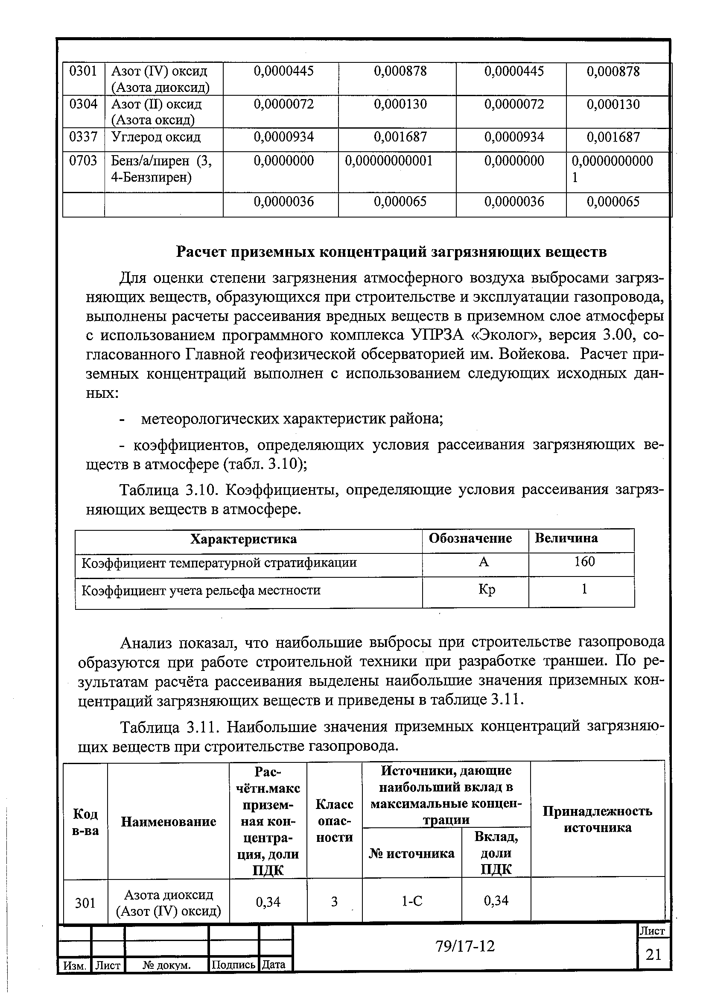 0301 Азот (IV) оксид 0,0000445 0,000878 0,0000445 0,000878
(Азота диоксид)
0304 Азот (II) оксид 0,0000072 0,000130 0,0000072 0,000130
(Азота оксид)
0337 Углерод оксид 0,0000934 0,001687 0,0000934 0,001687
0703 Бенз/а/пирен (3, 0,0000000 0,00000000001 0,0000000 0,0000000000
4-Бензпирен) 1
0,0000036 0,000065 0,0000036 0,000065
Расчет приземных концентраций загрязняющих веществ
Для оценки степени загрязнения атмосферного воздуха выбросами загряз-
няющих веществ, образующихся при строительстве и эксплуатации газопровода,
выполнены расчеты рассеивания вредных веществ в приземном слое атмосферы
с использованием программного комплекса УПРЗА «Эколог», версия 3.00, со-
гласованного Главной геофизической обсерваторией им. Войекова. Расчет при-
земных концентраций выполнен с использованием следующих исходных дан-
ных:
- метеорологических характеристик района;
- коэффициентов, определяющих условия рассеивания загрязняющих ве-
ществ в атмосфере (табл. 3.10);
Таблица 3.10. Коэффициенты, определяющие условия рассеивания загряз-
няющих веществ в атмосфере.
Характеристика Обозначение Величина
Коэффициент температурной стратификации А 160
Коэффициент учета рельефа местности Кр 1
Анализ показал, что наибольшие выбросы при строительстве газопровода
образуются при работе строительной техники при разработке траншеи. По ре-
зультатам расчёта рассеивания выделены наибольшие значения приземных кон-
центраций загрязняющих веществ и приведены в таблице 3.11.
Таблица 3.11. Наибольшие значения приземных концентраций загрязняю-
щих веществ при строительстве газопровода.
Код
в-ва
Наименование
Рас-
чётн.макс
призем-
ная кон-
центра-
ция, доли
ПДК
Класс
опас-
ности
Источники, дающие
наибольший вклад в
максимальные концен-
трации
№ источника
Вклад,
доли
ПДК
Принадлежность
источника
301 Азота диоксид 0,34 3 1-С 0,34
(Азот (IV) оксид)
79/17-12
Лист
21
Изм. Лист № докум. Подпись Дата